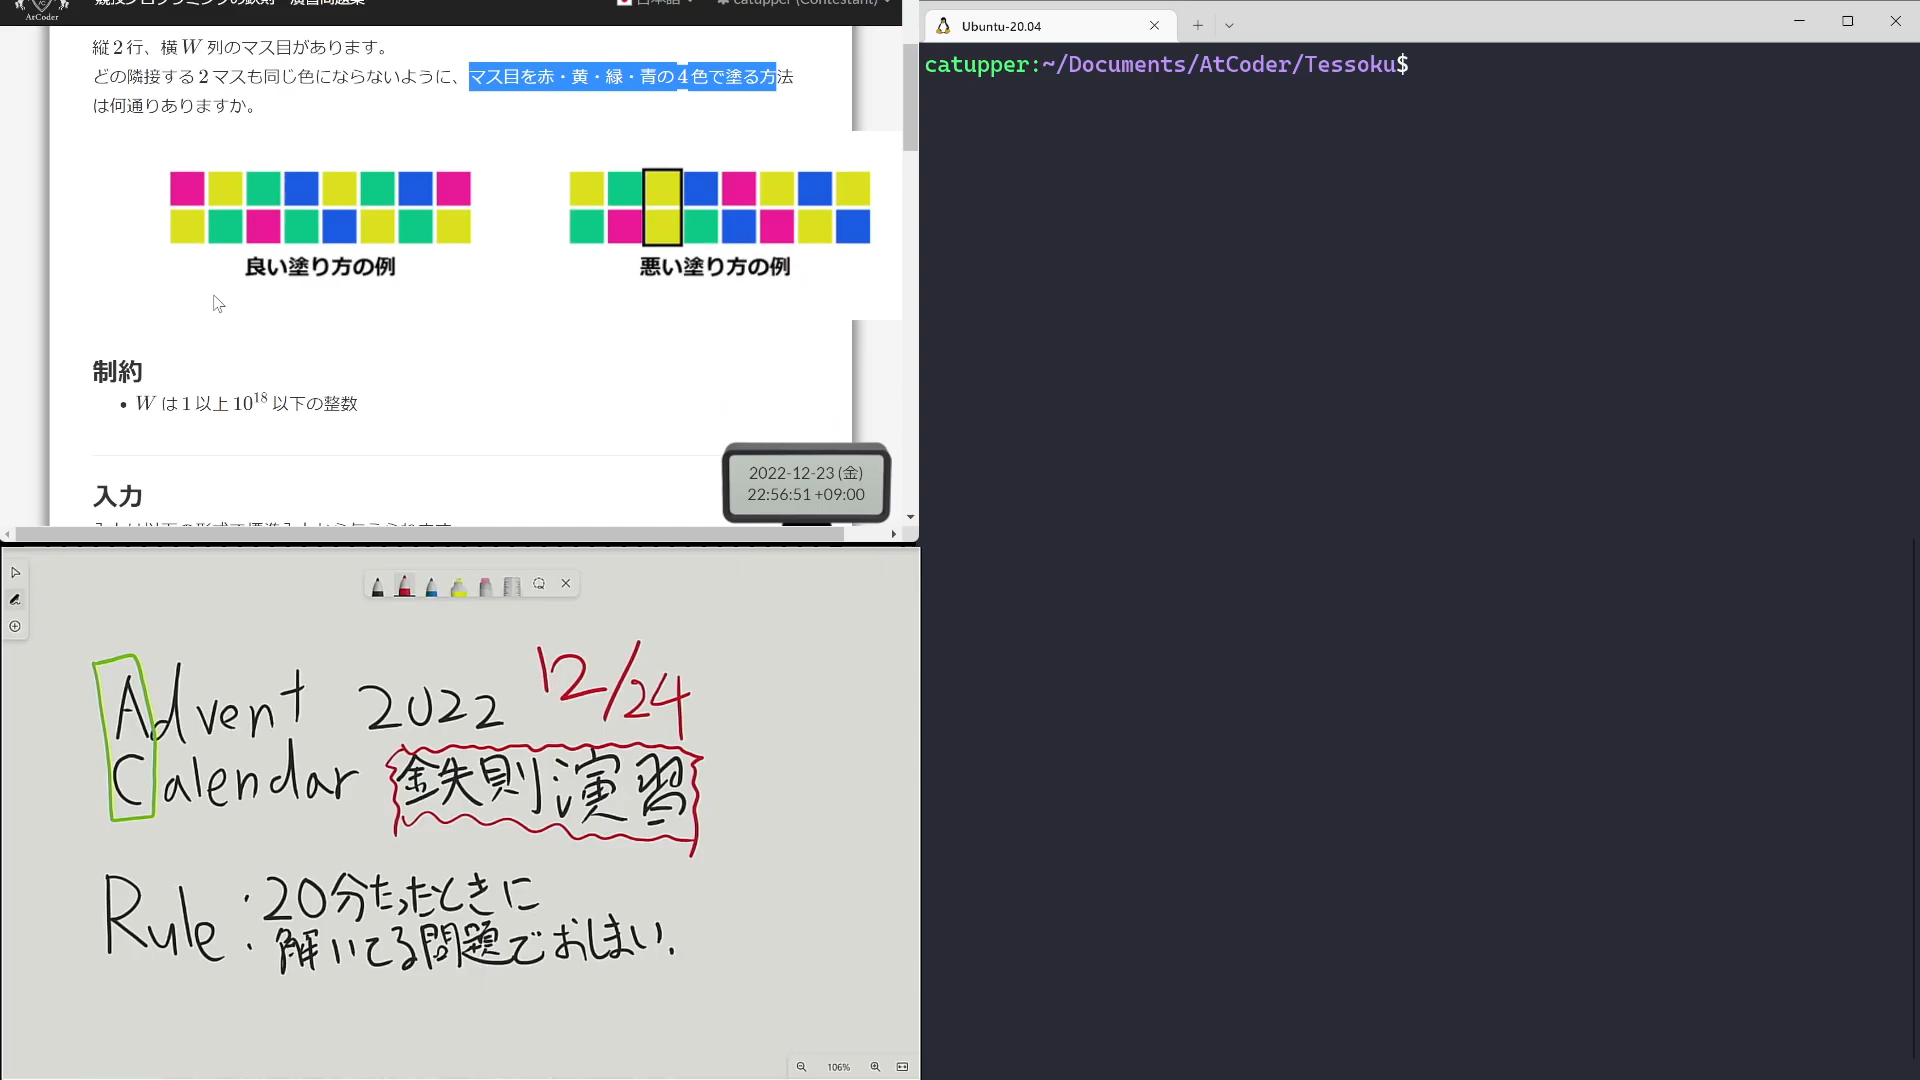 AtCoder
縦2行、横W列のマス目があります。
どの隣接する2マスも同じ色にならないように、マス目を赤・黄・緑・青の4色で塗る方法
は何通りありますか。
良い塗り方の例
悪い塗り方の例
制約
• W は1以上10^18以下の整数
入力
2022-12-23 (金)
22:56:51 +09:00
Ubuntu-20.04
catupper:~/Documents/AtCoder/Tessoku$
Advent 2022 12/24
Calendar 鉄則演習
Rule : 20分たったときに
解いてる問題でおしまい.
106%